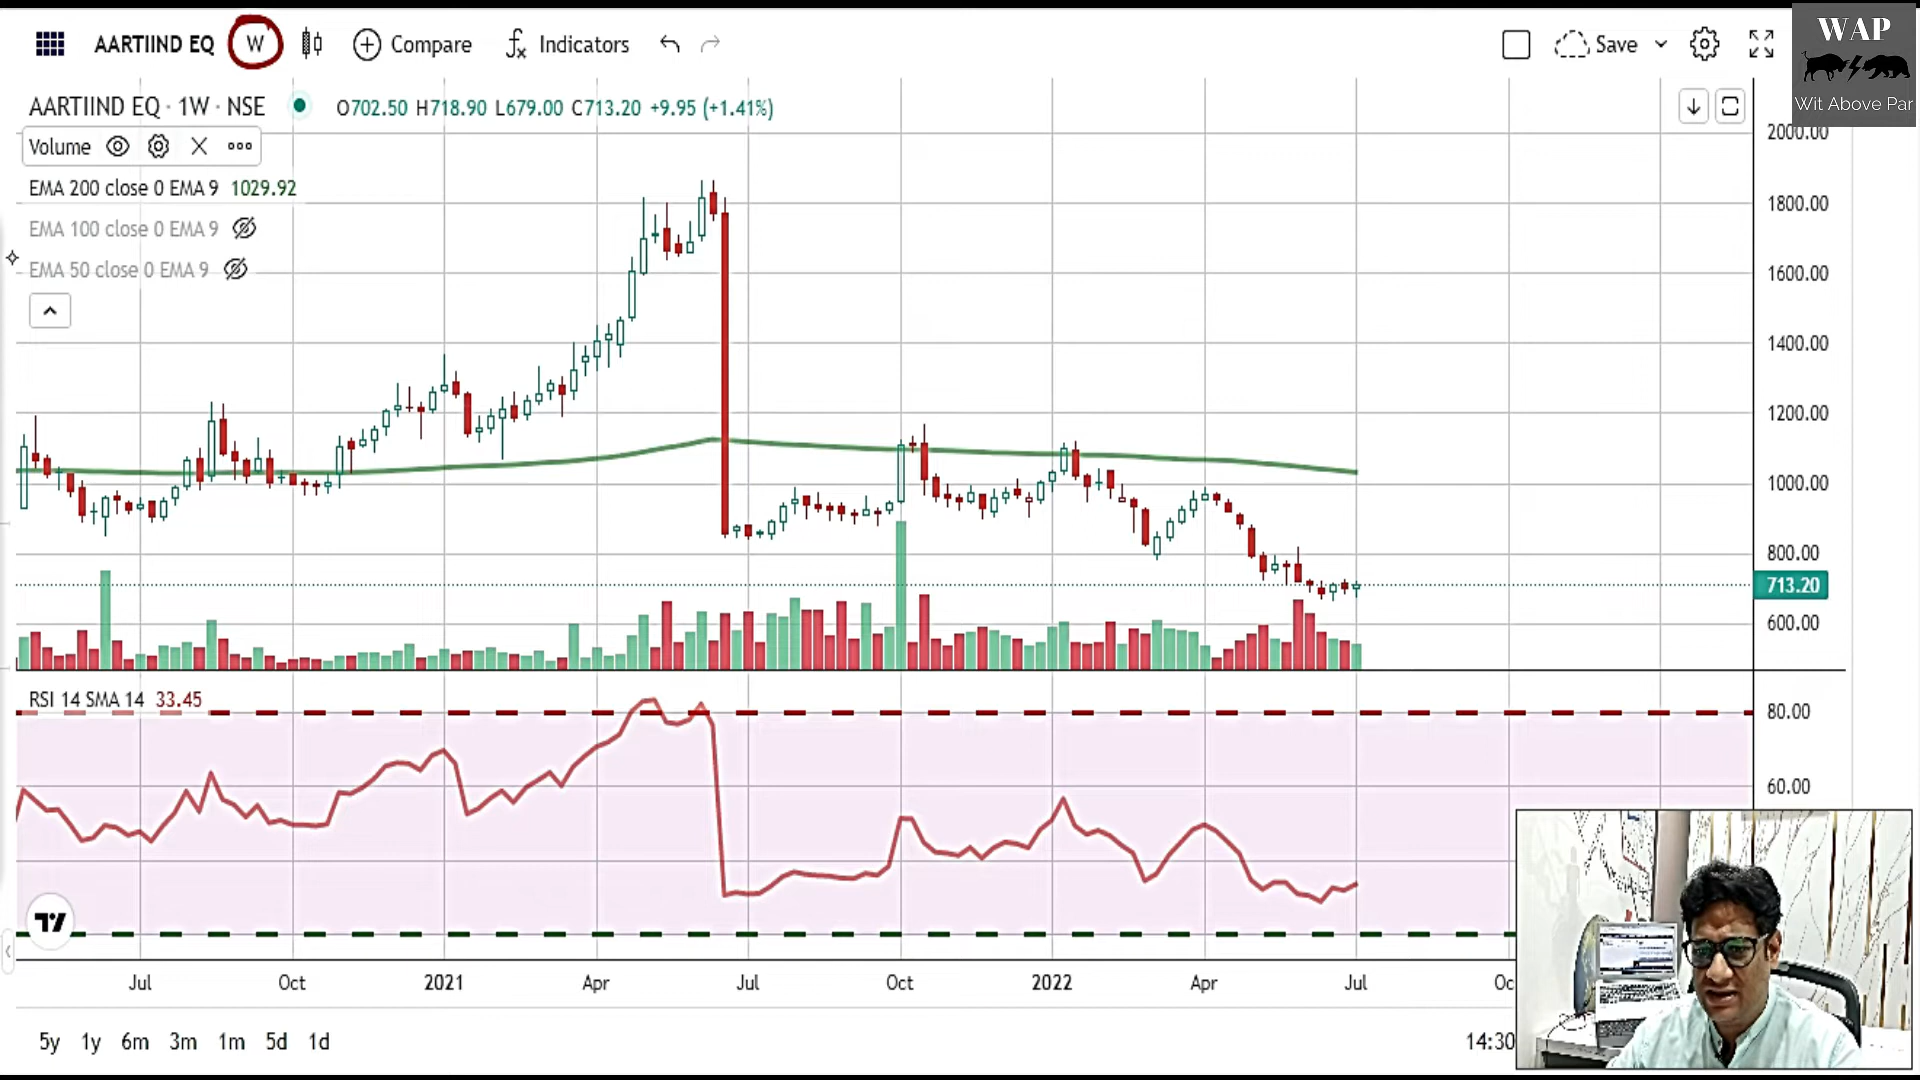 AARTIIND EQ W Compare Indicators Save
WAP
Wit Above Par
AARTIIND EQ · 1W · NSE O702.50 H718.90 L679.00 C713.20 +9.95 (+1.41%)
Volume
EMA 200 close 0 EMA 9 1029.92
EMA 100 close 0 EMA 9
EMA 50 close 0 EMA 9
2000.00
1800.00
1600.00
1400.00
1200.00
1000.00
800.00
713.20
600.00
RSI 14 SMA 14 33.45
80.00
60.00
Jul Oct 2021 Apr Jul Oct 2022 Apr Jul Oc
5y 1y 6m 3m 1m 5d 1d 14:30